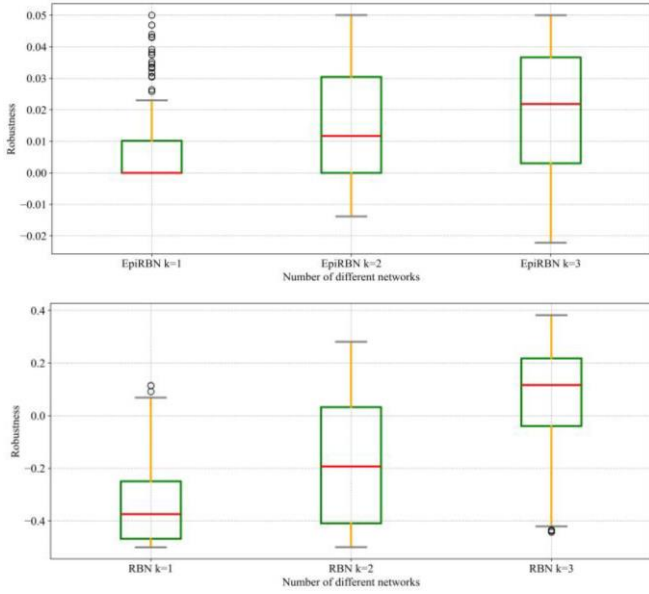 0.05
0.04
0.03
0.02
0.01
0.00
−0.01
−0.02
Robustness
EpiRBN k=1 EpiRBN k=2 EpiRBN k=3
Number of different networks
0.4
0.2
0.0
−0.2
−0.4
Robustness
RBN k=1 RBN k=2 RBN k=3
Number of different networks